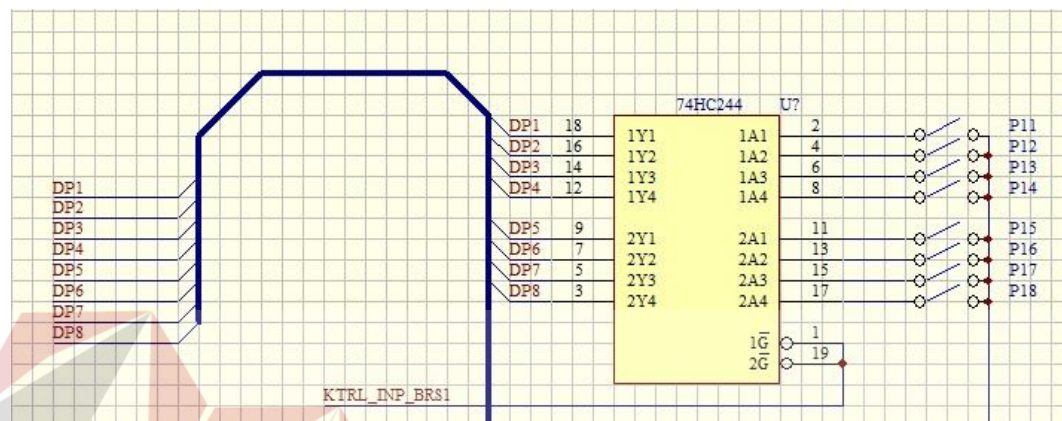 74HC244 U?
DP1 18 1Y1 1A1 2 P11
DP2 16 1Y2 1A2 4 P12
DP3 14 1Y3 1A3 6 P13
DP4 12 1Y4 1A4 8 P14
DP1
DP2
DP3
DP4
DP5
DP6
DP7
DP8
DP5 9 2Y1 2A1 11 P15
DP6 7 2Y2 2A2 13 P16
DP7 5 2Y3 2A3 15 P17
DP8 3 2Y4 2A4 17 P18
1G̅ 1
2G̅ 19
KTRL_INP_BRS1